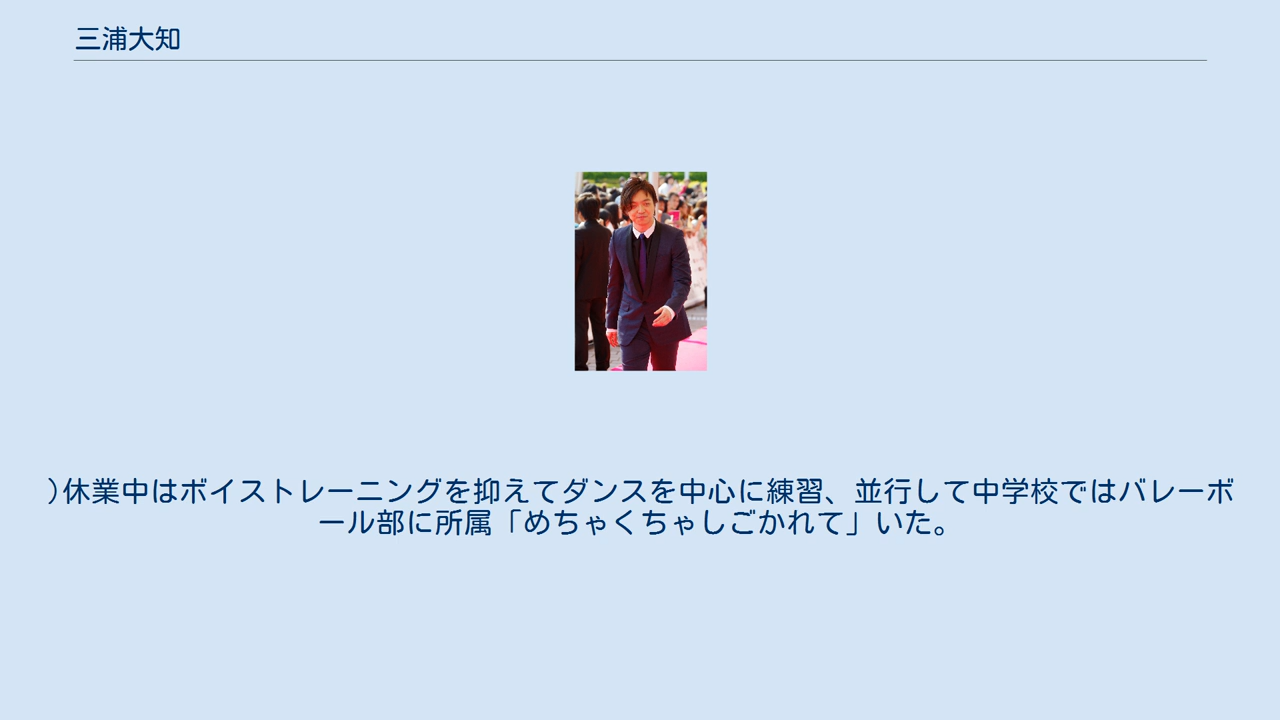 三浦大知
)休業中はボイストレーニングを抑えてダンスを中心に練習、並行して中学校ではバレーボ
ール部に所属「めちゃくちゃしごかれて」いた。